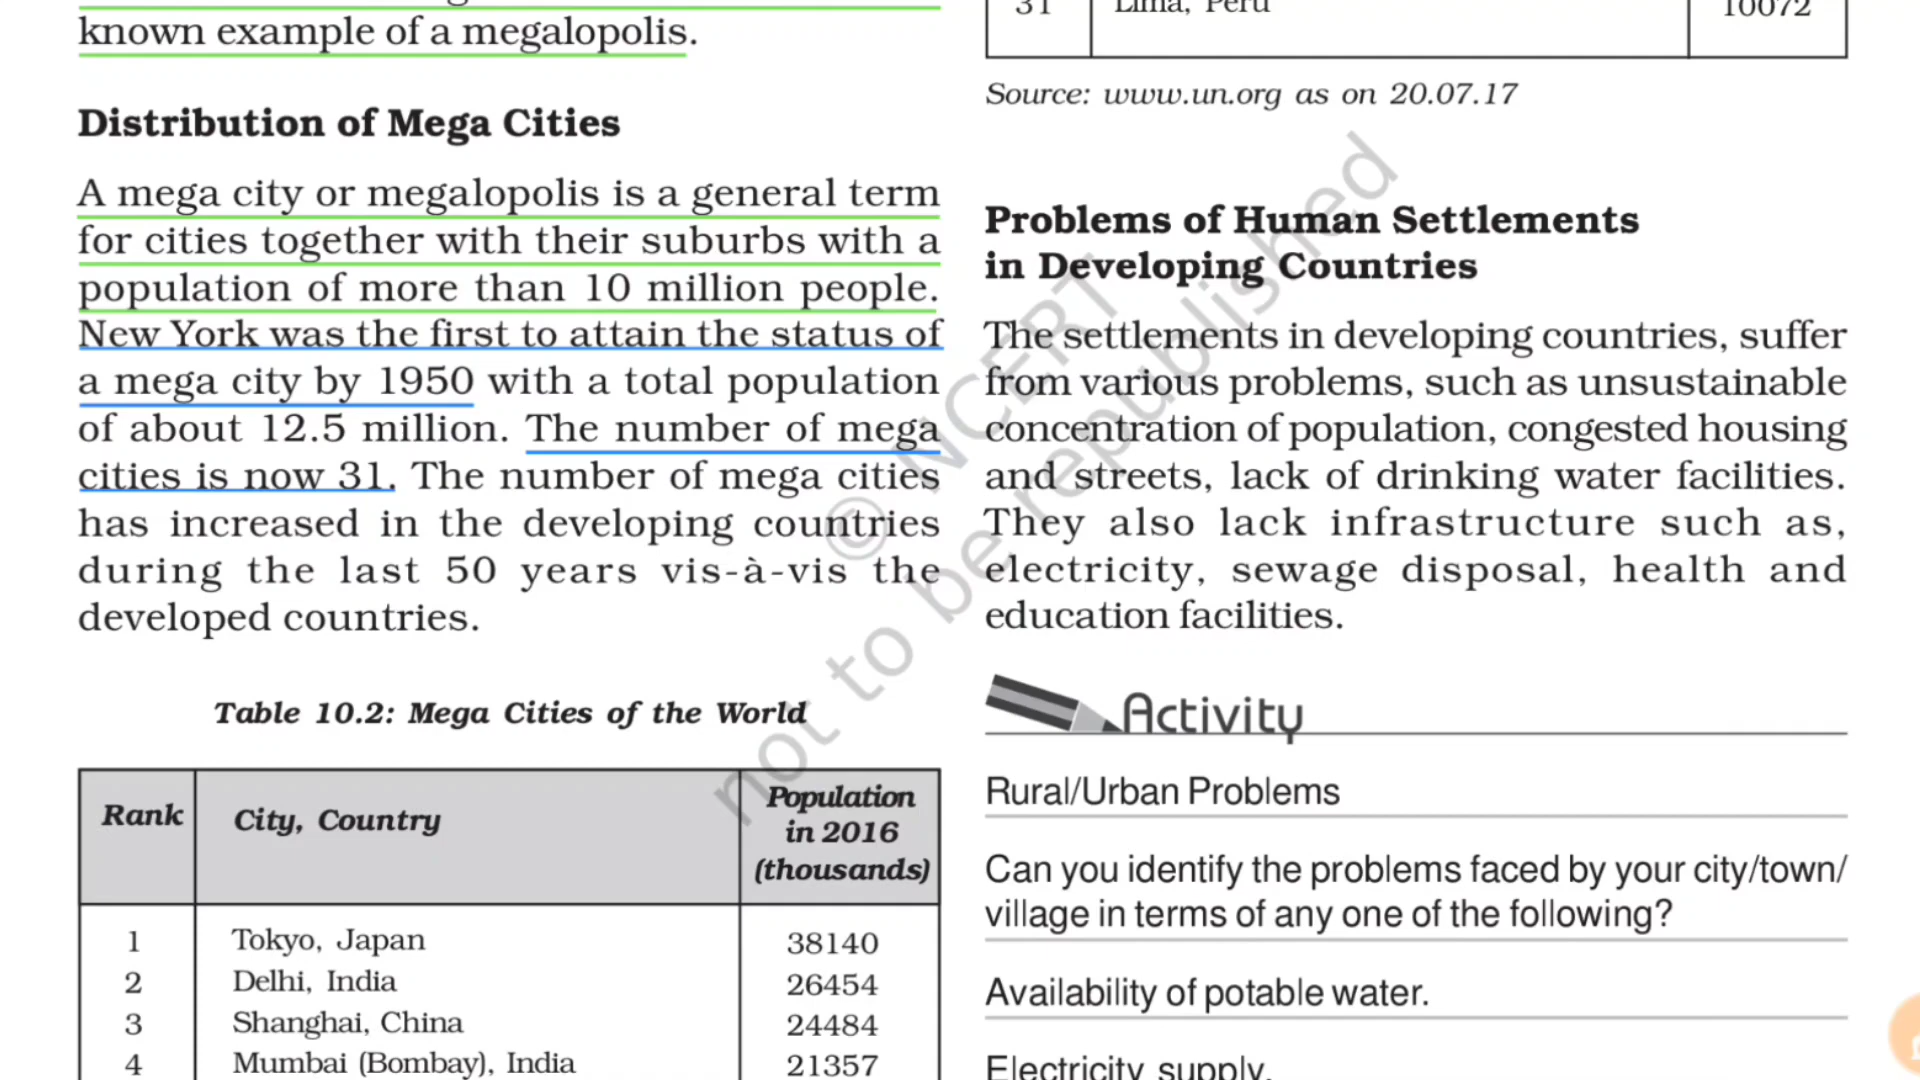 known example of a megalopolis.
Distribution of Mega Cities
A mega city or megalopolis is a general term
for cities together with their suburbs with a
population of more than 10 million people.
New York was the first to attain the status of
a mega city by 1950 with a total population
of about 12.5 million. The number of mega
cities is now 31. The number of mega cities
has increased in the developing countries
during the last 50 years vis-à-vis the
developed countries.
Table 10.2: Mega Cities of the World
Rank City, Country Population
in 2016
(thousands)
1 Tokyo, Japan 38140
2 Delhi, India 26454
3 Shanghai, China 24484
4 Mumbai (Bombay), India 21357
31 Lima, Peru 10072
Source: www.un.org as on 20.07.17
Problems of Human Settlements
in Developing Countries
The settlements in developing countries, suffer
from various problems, such as unsustainable
concentration of population, congested housing
and streets, lack of drinking water facilities.
They also lack infrastructure such as,
electricity, sewage disposal, health and
education facilities.
Activity
Rural/Urban Problems
Can you identify the problems faced by your city/town/
village in terms of any one of the following?
Availability of potable water.
Electricity supply.
© NCERT
not to be republished